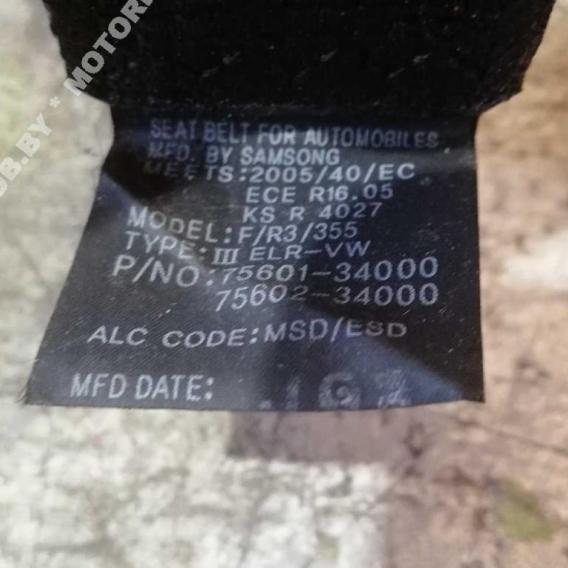 SEAT BELT FOR AUTOMOBILES
MFD. BY SAMSONG
MEETS:2005/40/EC
ECE R16.05
KS R 4027
MODEL:F/R3/355
TYPE:III ELR-VW
P/NO:75601-34000
75602-34000
ALC CODE:MSD/ESD
MFD DATE: